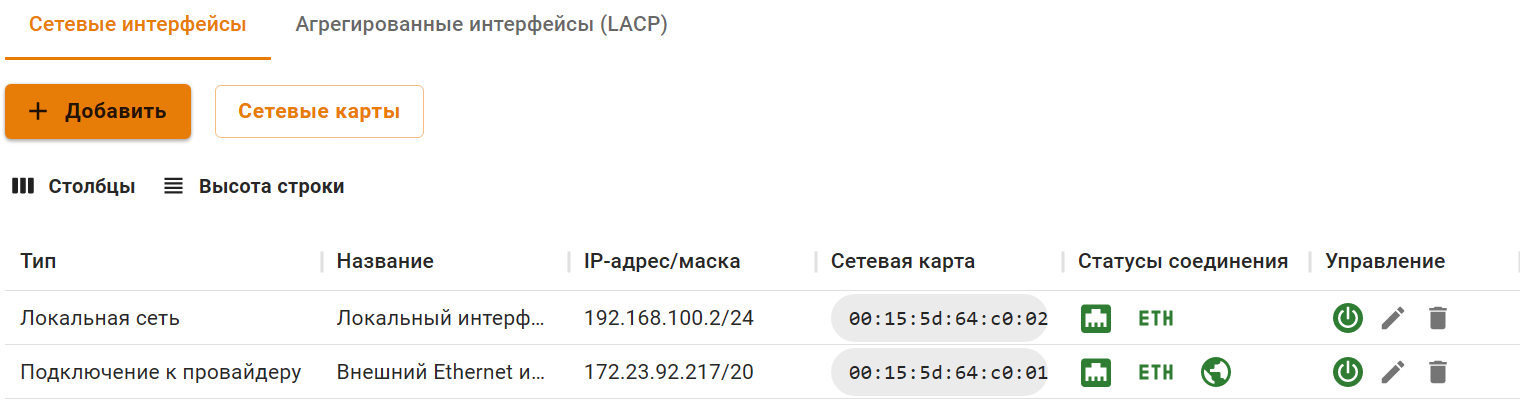 Сетевые интерфейсы Агрегированные интерфейсы (LACP)
+ Добавить Сетевые карты
Столбцы Высота строки
Тип Название IP-адрес/маска Сетевая карта Статусы соединения Управление
Локальная сеть Локальный интерф... 192.168.100.2/24 00:15:5d:64:c0:02 ETH
Подключение к провайдеру Внешний Ethernet и... 172.23.92.217/20 00:15:5d:64:c0:01 ETH